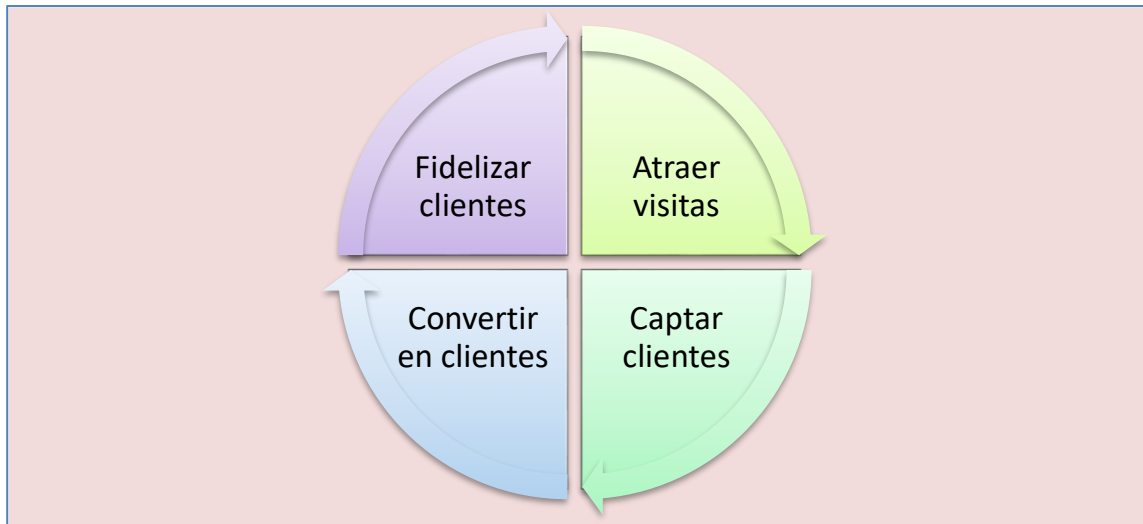 Fidelizar
clientes
Atraer
visitas
Convertir
en clientes
Captar
clientes